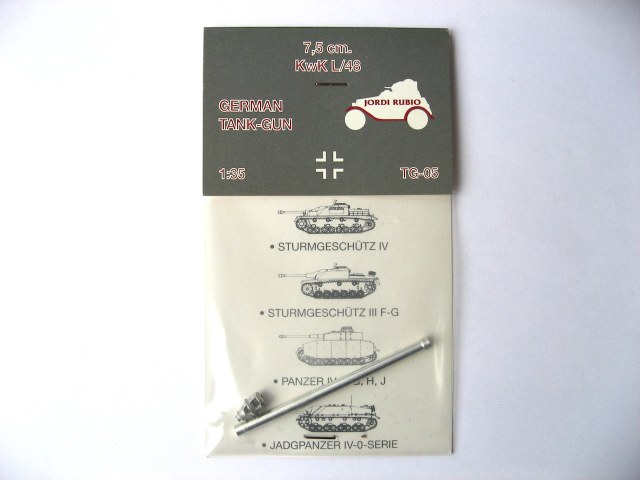 7,5 cm.
KwK L/48
GERMAN
TANK-GUN
JORDI RUBIO
1:35
TG-05
• STURMGESCHÜTZ IV
• STURMGESCHÜTZ III F-G
• PANZER IV G, H, J
• JADGPANZER IV-0-SERIE